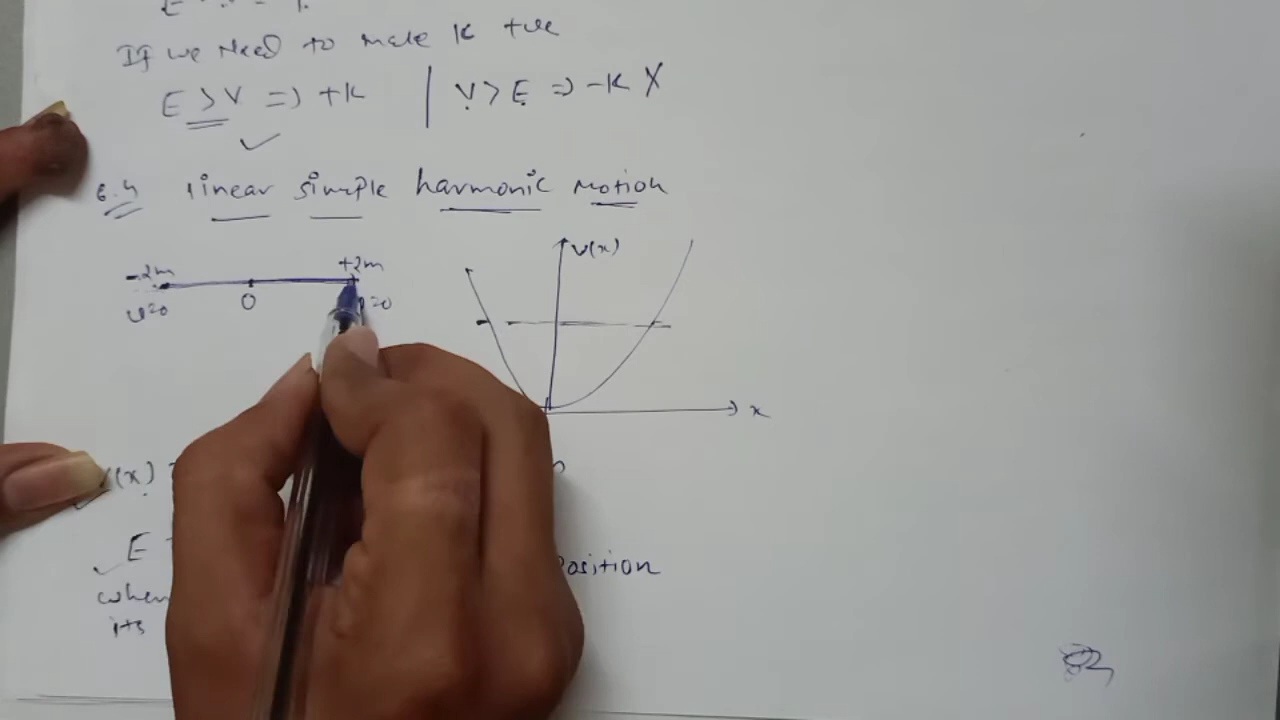 If we Need to make K +ve
E > V => +K | V > E => -K X
6.4 linear simple harmonic Motion
-2m +2m V(x)
v=0 0 =0
x
(x)
E
when position
its